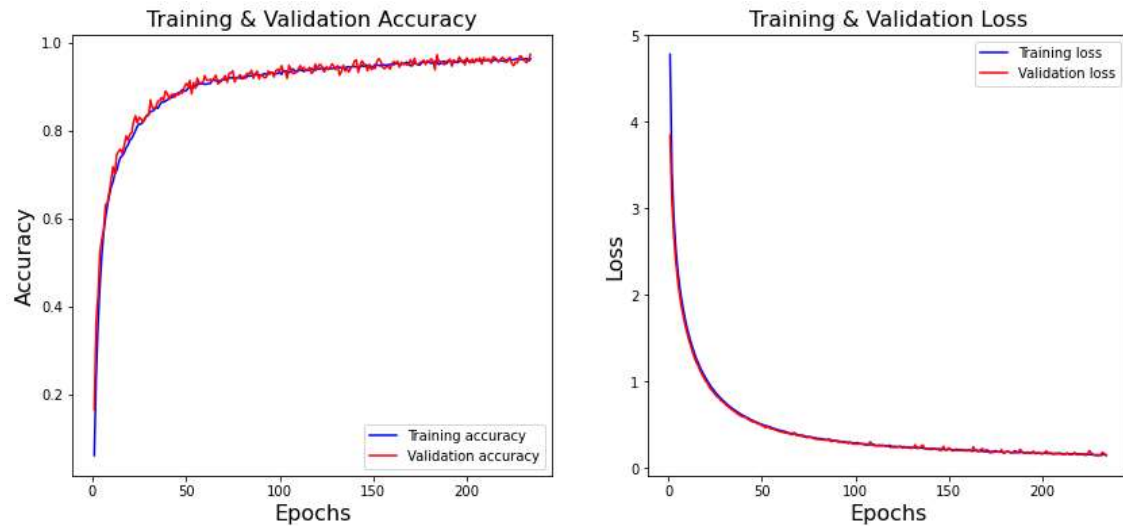 Training & Validation Accuracy
1.0
0.8
0.6
0.4
0.2
Accuracy
Training accuracy
Validation accuracy
0
50
100
150
200
Epochs
Training & Validation Loss
5
4
3
2
1
0
Loss
Training loss
Validation loss
0
50
100
150
200
Epochs